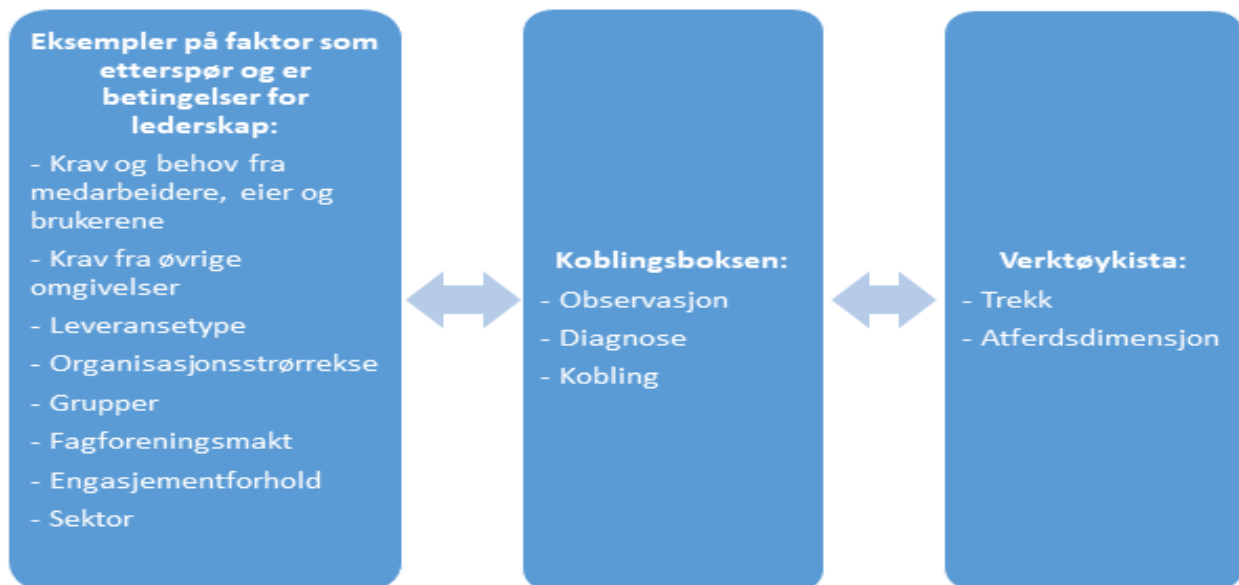 Eksempler på faktor som
etterspør og er
betingelser for
lederskap:
- Krav og behov fra
medarbeidere, eier og
brukerene
- Krav fra øvrige
omgivelser
- Leveransetype
- Organisasjonsstrørrekse
- Grupper
- Fagforeningsmakt
- Engasjementforhold
- Sektor
Koblingsboksen:
- Observasjon
- Diagnose
- Kobling
Verktøykista:
- Trekk
- Atferdsdimensjon